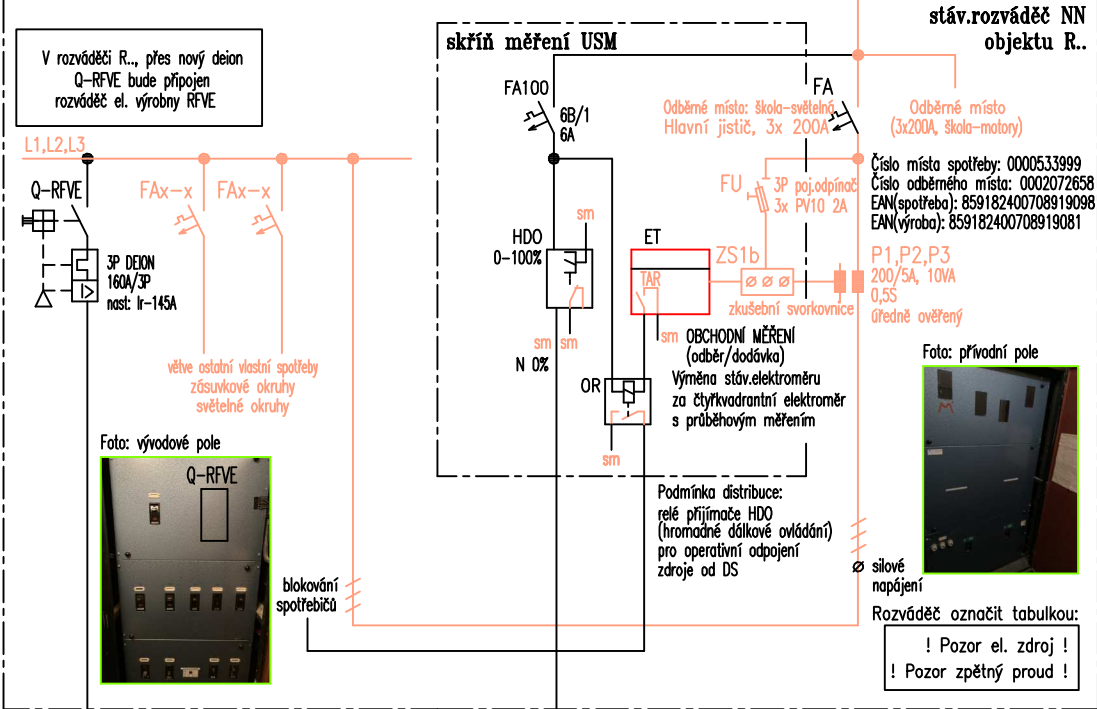 stáv.rozváděč NN
objektu R..
skříň měření USM
V rozváděči R.., přes nový deion
Q-RFVE bude připojen
rozváděč el. výrobny RFVE
L1,L2,L3
Q-RFVE
FAx-x
FAx-x
3P DEION
160A/3P
nast: Ir-145A
větve ostatní vlastní spotřeby
zásuvkové okruhy
světelné okruhy
Foto: vývodové pole
Q-RFVE
blokování
spotřebičů
FA100
6B/1
6A
HDO
0-100%
sm
sm
sm
N 0%
OR
sm
ET
TAR
sm
OBCHODNÍ MĚŘENÍ
(odběr/dodávka)
Výměna stáv.elektroměru
za čtyřkvadrantní elektroměr
s průběhovým měřením
Podmínka distribuce:
relé přijímače HDO
(hromadné dálkové ovládání)
pro operativní odpojení
zdroje od DS
FA
Odběrné místo: škola-světelná
Hlavní jistič, 3x 200A
Odběrné místo
(3x200A, škola-motory)
FU
3P poj.odpínač
3x PV10 2A
ZS1b
zkušební svorkovnice
Číslo místa spotřeby: 0000533999
Číslo odběrného místa: 0002072658
EAN(spotřeba): 859182400708919098
EAN(výroba): 859182400708919081
P1,P2,P3
200/5A, 10VA
0,5S
úředně ověřený
Foto: přívodní pole
silové
napájení
Rozváděč označit tabulkou:
! Pozor el. zdroj !
! Pozor zpětný proud !